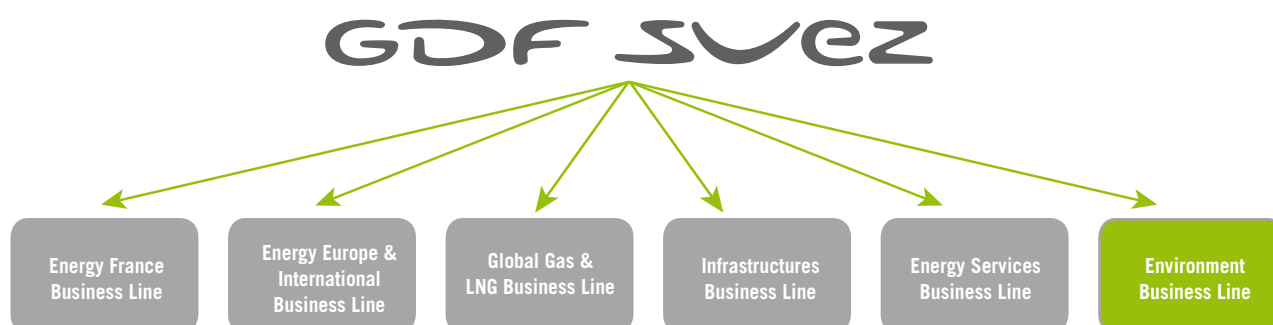 GDF SUEZ
Energy France
Business Line
Energy Europe &
International
Business Line
Global Gas &
LNG Business Line
Infrastructures
Business Line
Energy Services
Business Line
Environment
Business Line